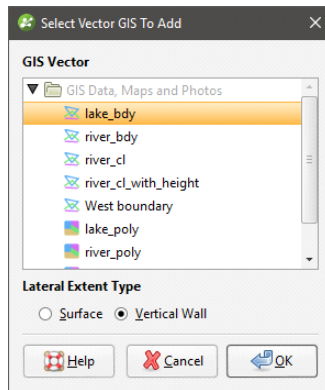 Select Vector GIS To Add
GIS Vector
GIS Data, Maps and Photos
lake_bdy
river_bdy
river_cl
river_cl_with_height
West boundary
lake_poly
river_poly
Lateral Extent Type
Surface
Vertical Wall
Help
Cancel
OK